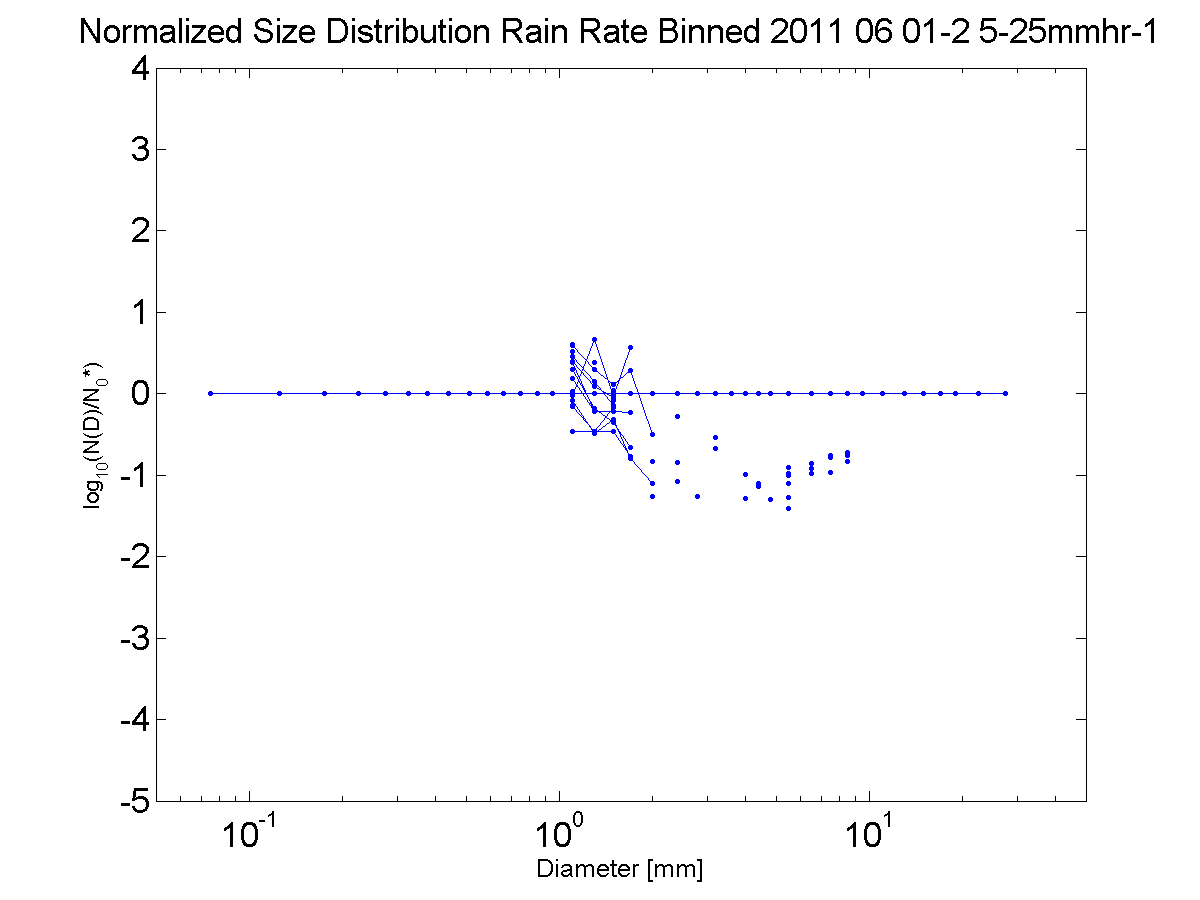 Normalized Size Distribution Rain Rate Binned 2011 06 01-2 5-25mmhr-1
4
3
2
1
0
-1
-2
-3
-4
-5
log₁₀(N(D)/N₀*)
10⁻¹ 10⁰ 10¹
Diameter [mm]